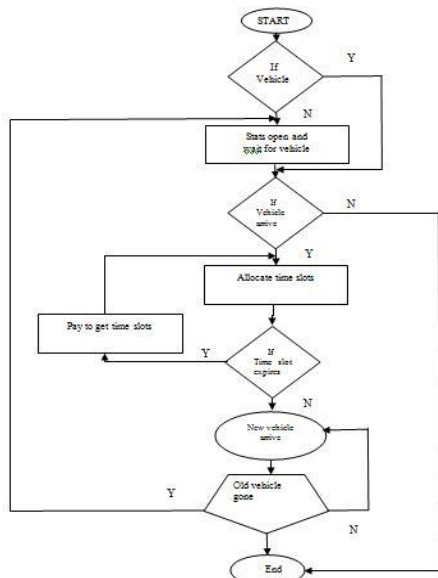 START
If
Vehicle
Y
N
Stats open and
wait for vehicle
If
Vehicle
arrive
N
Y
Allocate time slots
Pay to get time slots
If
Time slot
expires
Y
N
New vehicle
arrive
Old vehicle
gone
Y
N
End